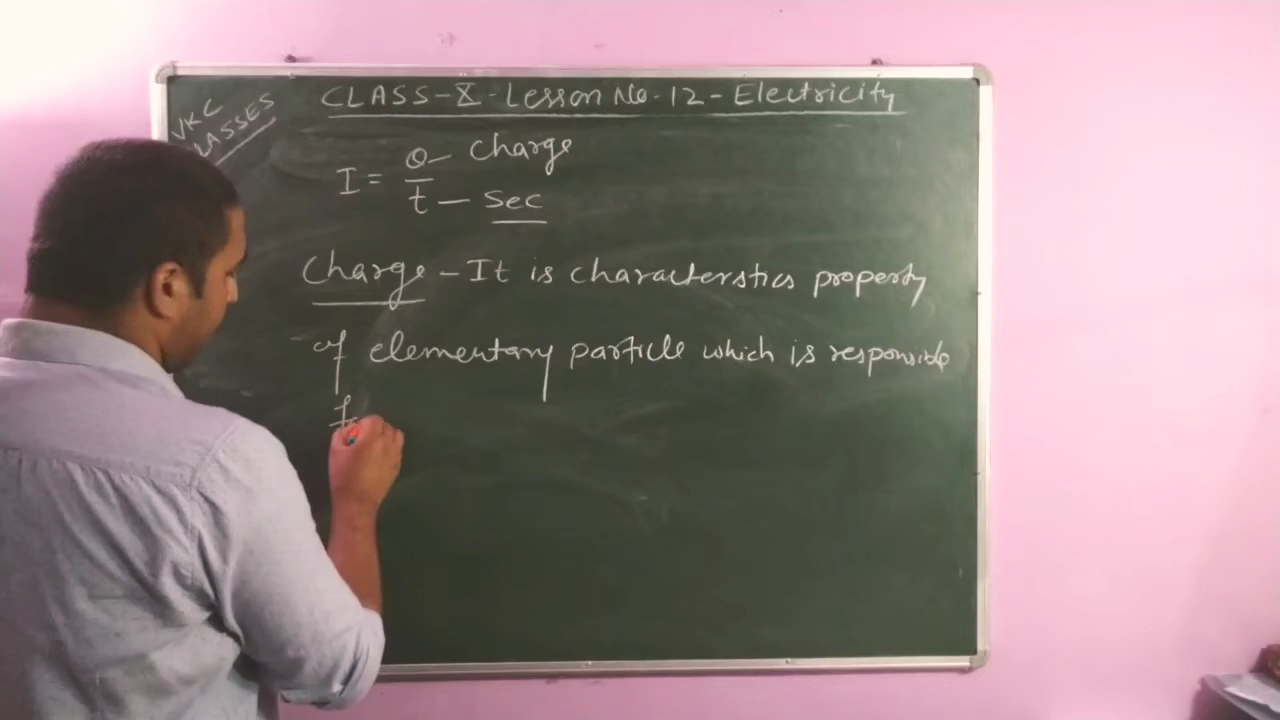 CLASS-X-Lesson No.12-Electricity
VKC
LASSES
I = Q/t
Q - charge
t - Sec
Charge - It is characterstics property
of elementary particle which is responsible
f